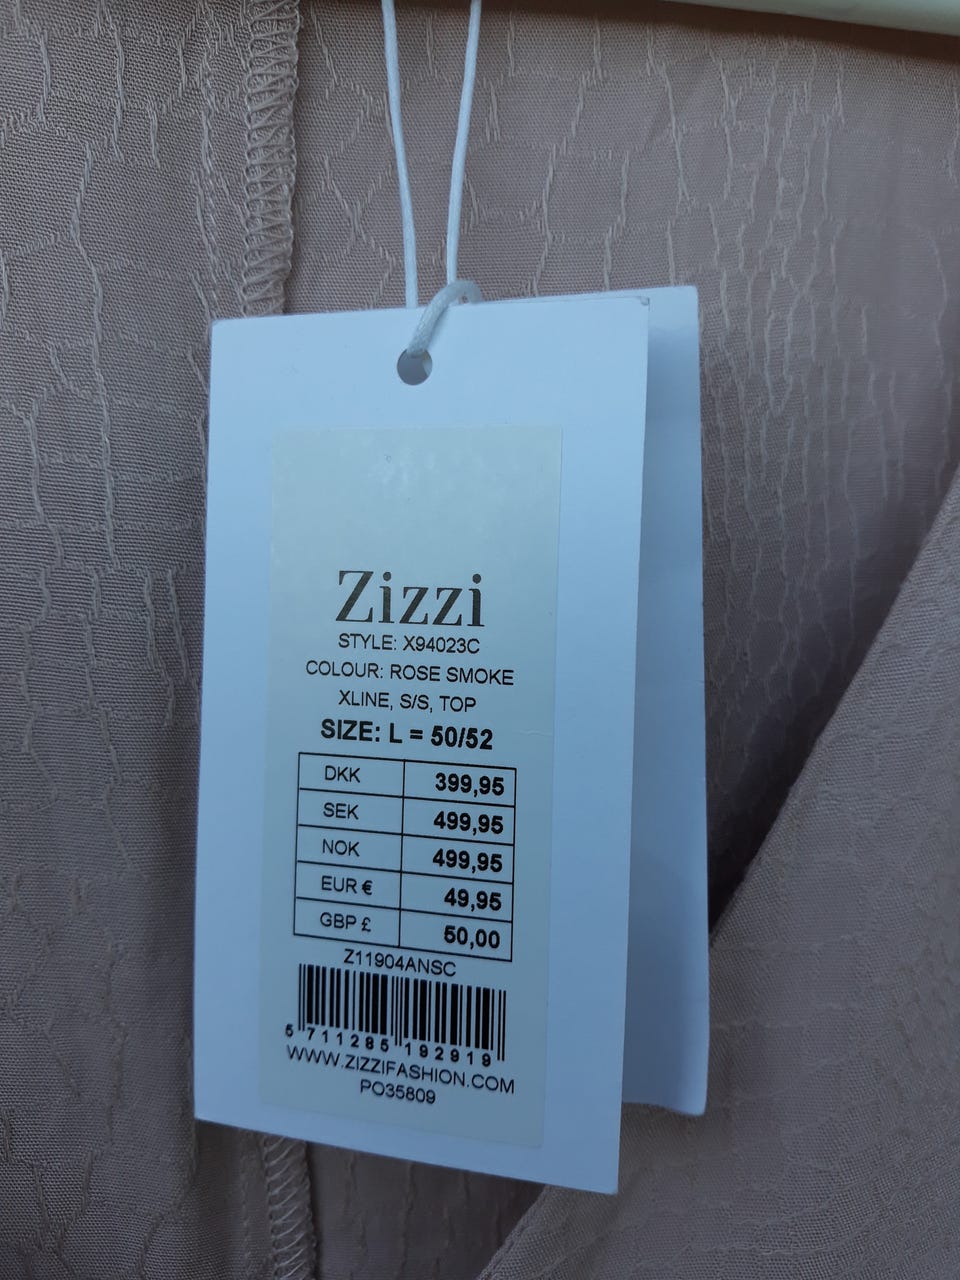 Zizzi
STYLE: X94023C
COLOUR: ROSE SMOKE
XLINE, S/S, TOP
SIZE: L = 50/52
DKK 399,95
SEK 499,95
NOK 499,95
EUR € 49,95
GBP £ 50,00
Z11904ANSC
5 711285 192919
WWW.ZIZZIFASHION.COM
PO35809